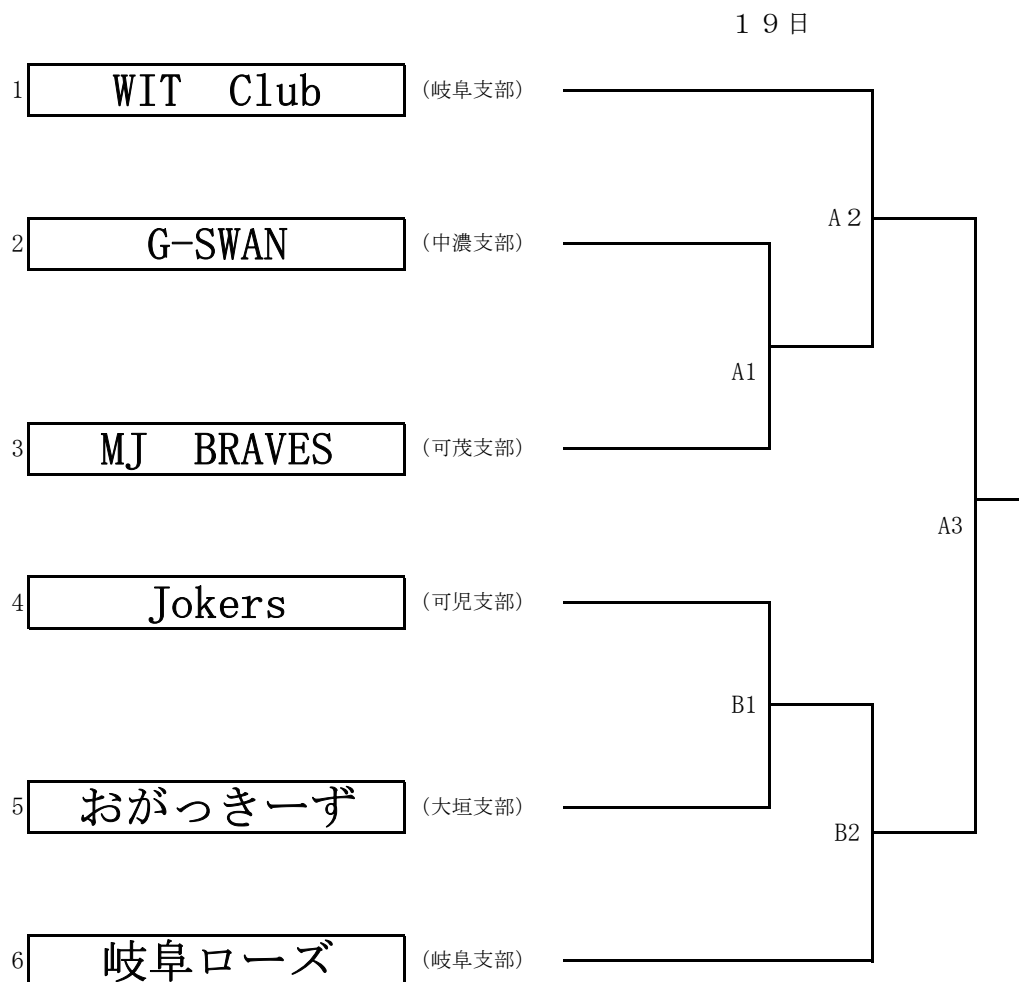 １９日
1 WIT　Club (岐阜支部)
A２
2 G-SWAN (中濃支部)
A1
3 MJ　BRAVES (可茂支部)
A3
4 Jokers (可児支部)
B1
5 おがっきーず (大垣支部)
B2
6 岐阜ローズ (岐阜支部)